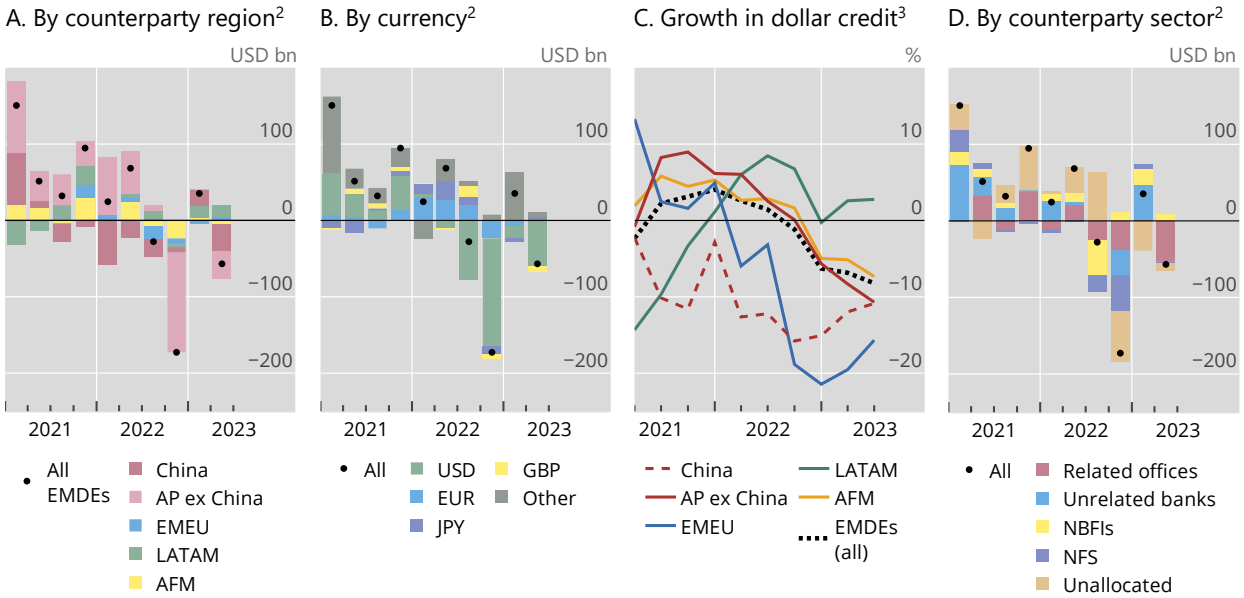 A. By counterparty region2
USD bn
100
0
−100
−200
2021 2022 2023
All EMDEs
China
AP ex China
EMEU
LATAM
AFM
B. By currency2
USD bn
100
0
−100
−200
2021 2022 2023
All
USD
EUR
JPY
GBP
Other
C. Growth in dollar credit3
%
10
0
−10
−20
2021 2022 2023
China
AP ex China
EMEU
LATAM
AFM
EMDEs
(all)
D. By counterparty sector2
USD bn
100
0
−100
−200
2021 2022 2023
All
Related offices
Unrelated banks
NBFIs
NFS
Unallocated